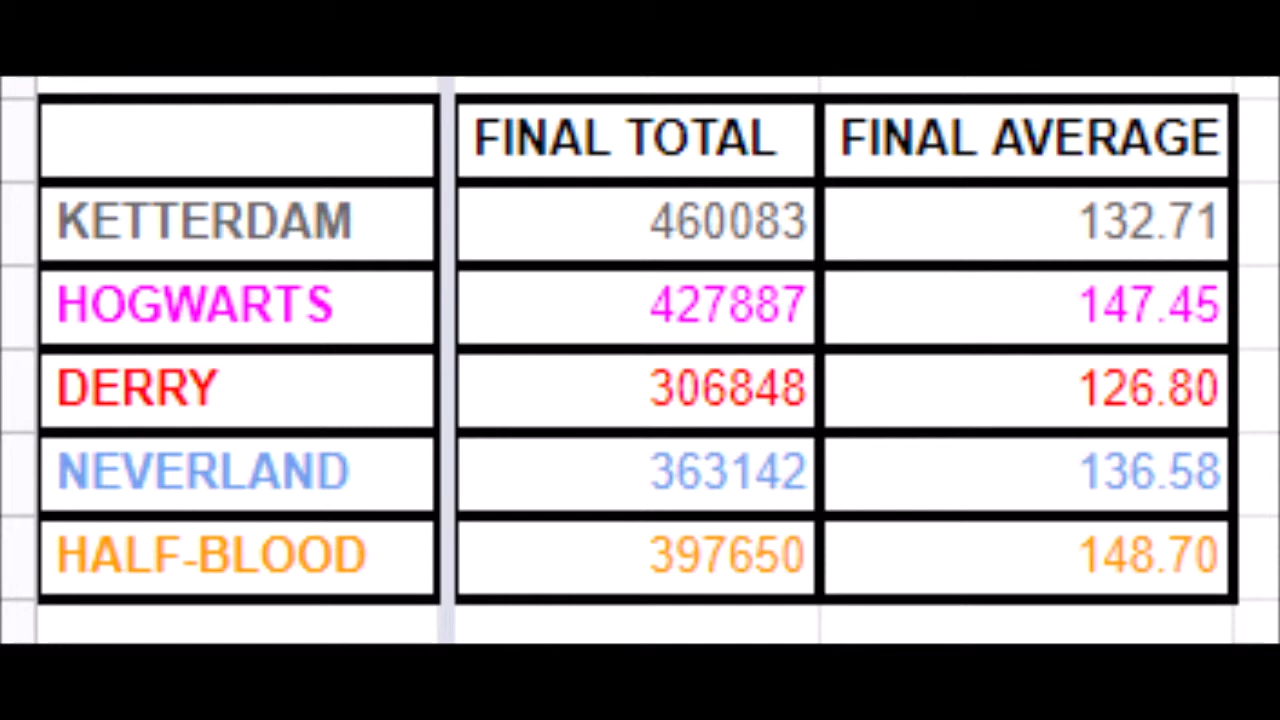 FINAL TOTAL FINAL AVERAGE
KETTERDAM 460083 132.71
HOGWARTS 427887 147.45
DERRY 306848 126.80
NEVERLAND 363142 136.58
HALF-BLOOD 397650 148.70